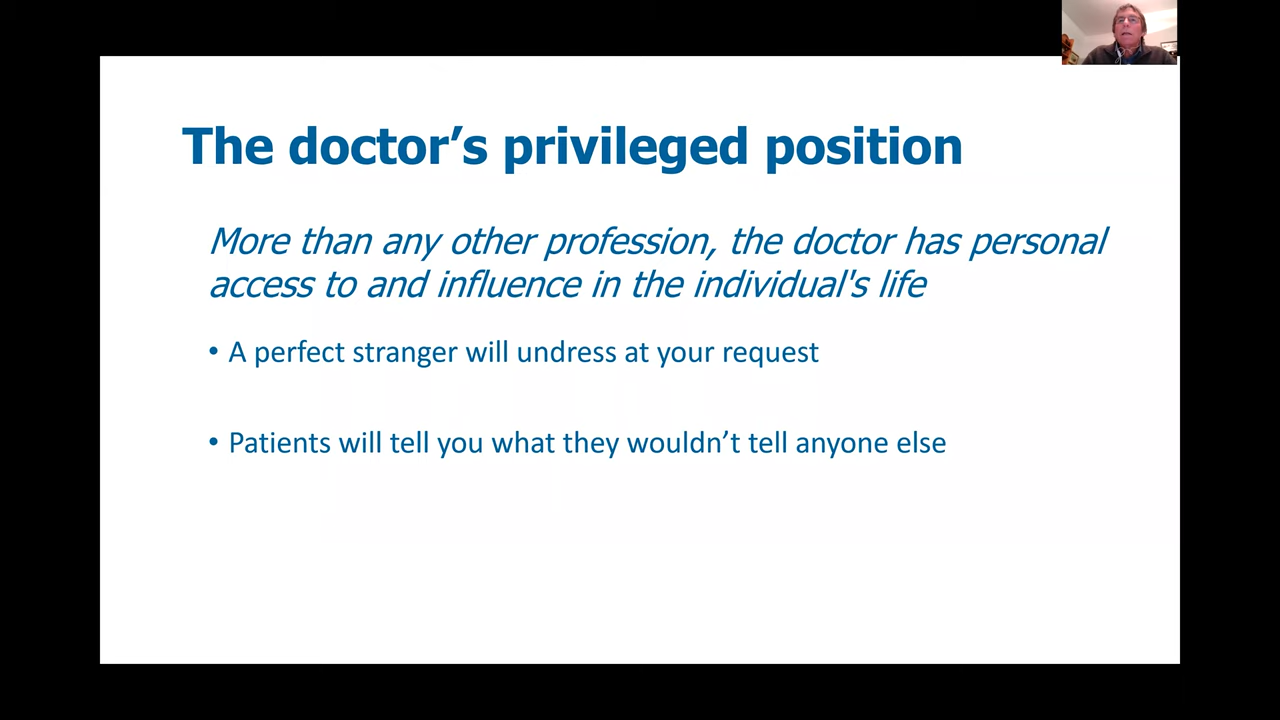 The doctor’s privileged position
More than any other profession, the doctor has personal
access to and influence in the individual's life
• A perfect stranger will undress at your request
• Patients will tell you what they wouldn’t tell anyone else